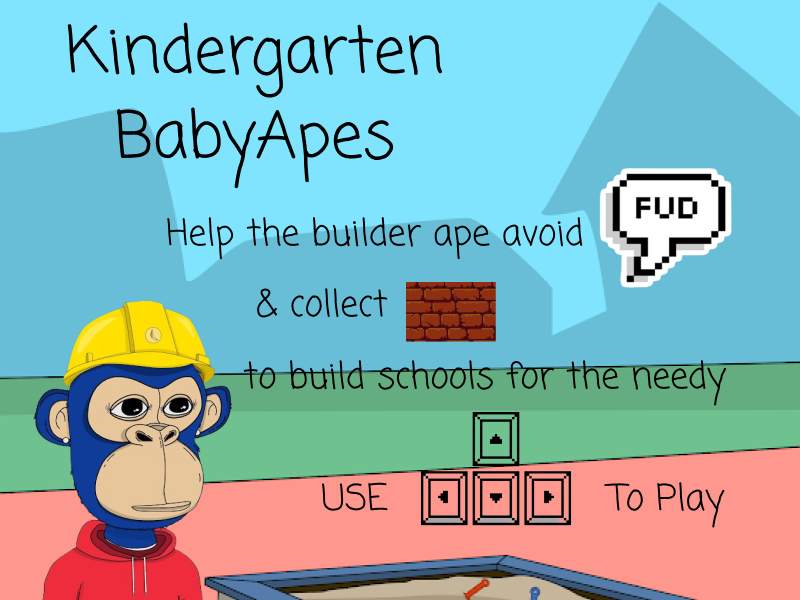 Kindergarten
BabyApes
Help the builder ape avoid
FUD
& collect
to build schools for the needy
USE To Play